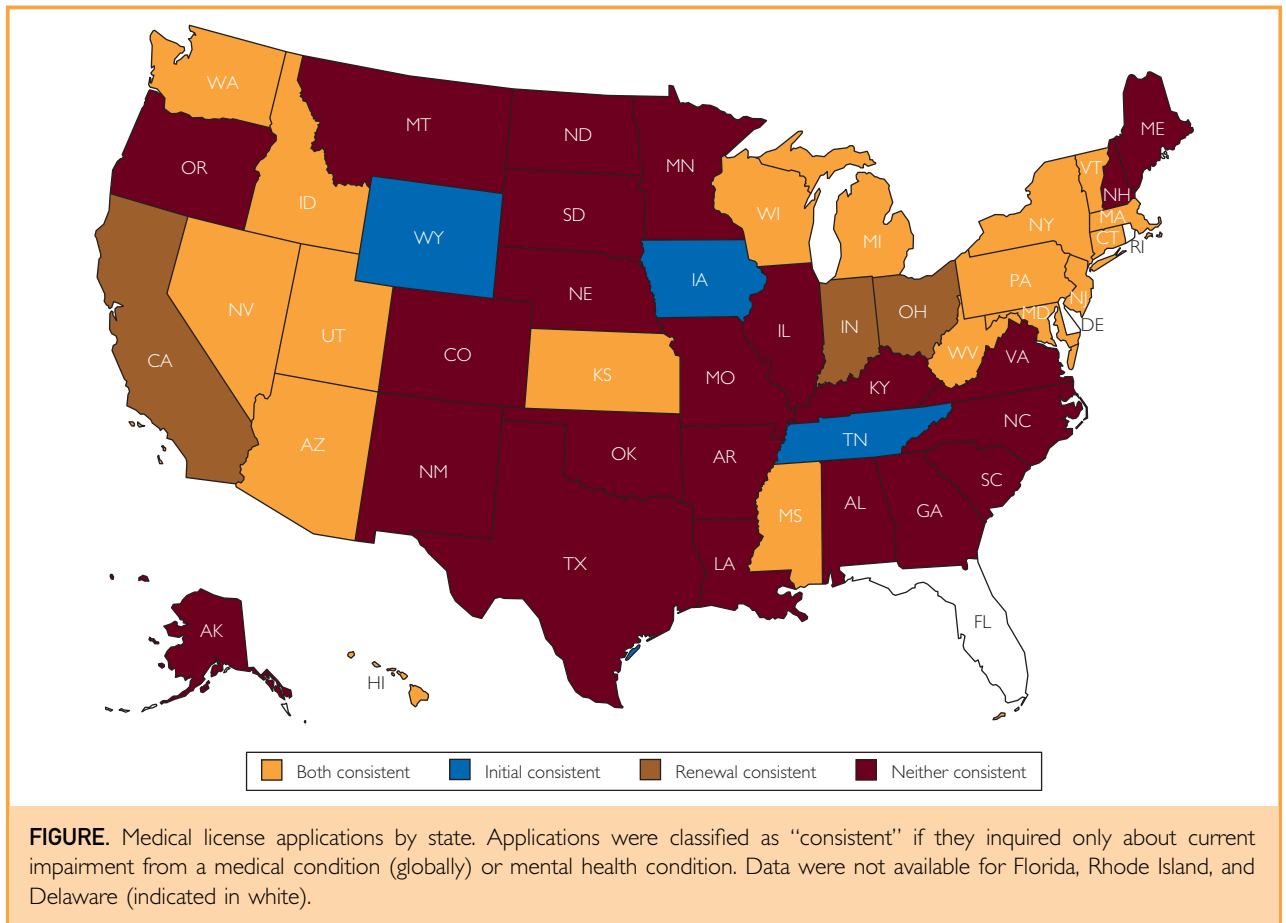 WA
MT
ND
MN
ME
OR
ID
SD
WI
VT
NH
WY
MI
NY
MA
CT
RI
IA
NE
PA
NJ
NV
UT
IL
IN
OH
MD
DE
CO
CA
KS
MO
WV
VA
KY
AZ
NM
OK
AR
TN
NC
SC
MS
AL
GA
TX
LA
FL
AK
HI
Both consistent Initial consistent Renewal consistent Neither consistent
FIGURE. Medical license applications by state. Applications were classified as “consistent” if they inquired only about current
impairment from a medical condition (globally) or mental health condition. Data were not available for Florida, Rhode Island, and
Delaware (indicated in white).